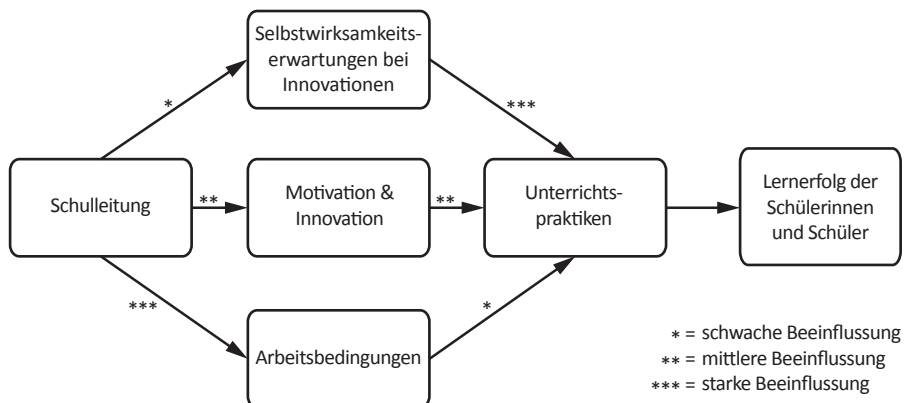 Selbstwirksamkeits-
erwartungen bei
Innovationen
*
***
Schulleitung
**
Motivation &
Innovation
**
Unterrichts-
praktiken
Lernerfolg der
Schülerinnen
und Schüler
***
*
Arbeitsbedingungen
* = schwache Beeinflussung
** = mittlere Beeinflussung
*** = starke Beeinflussung